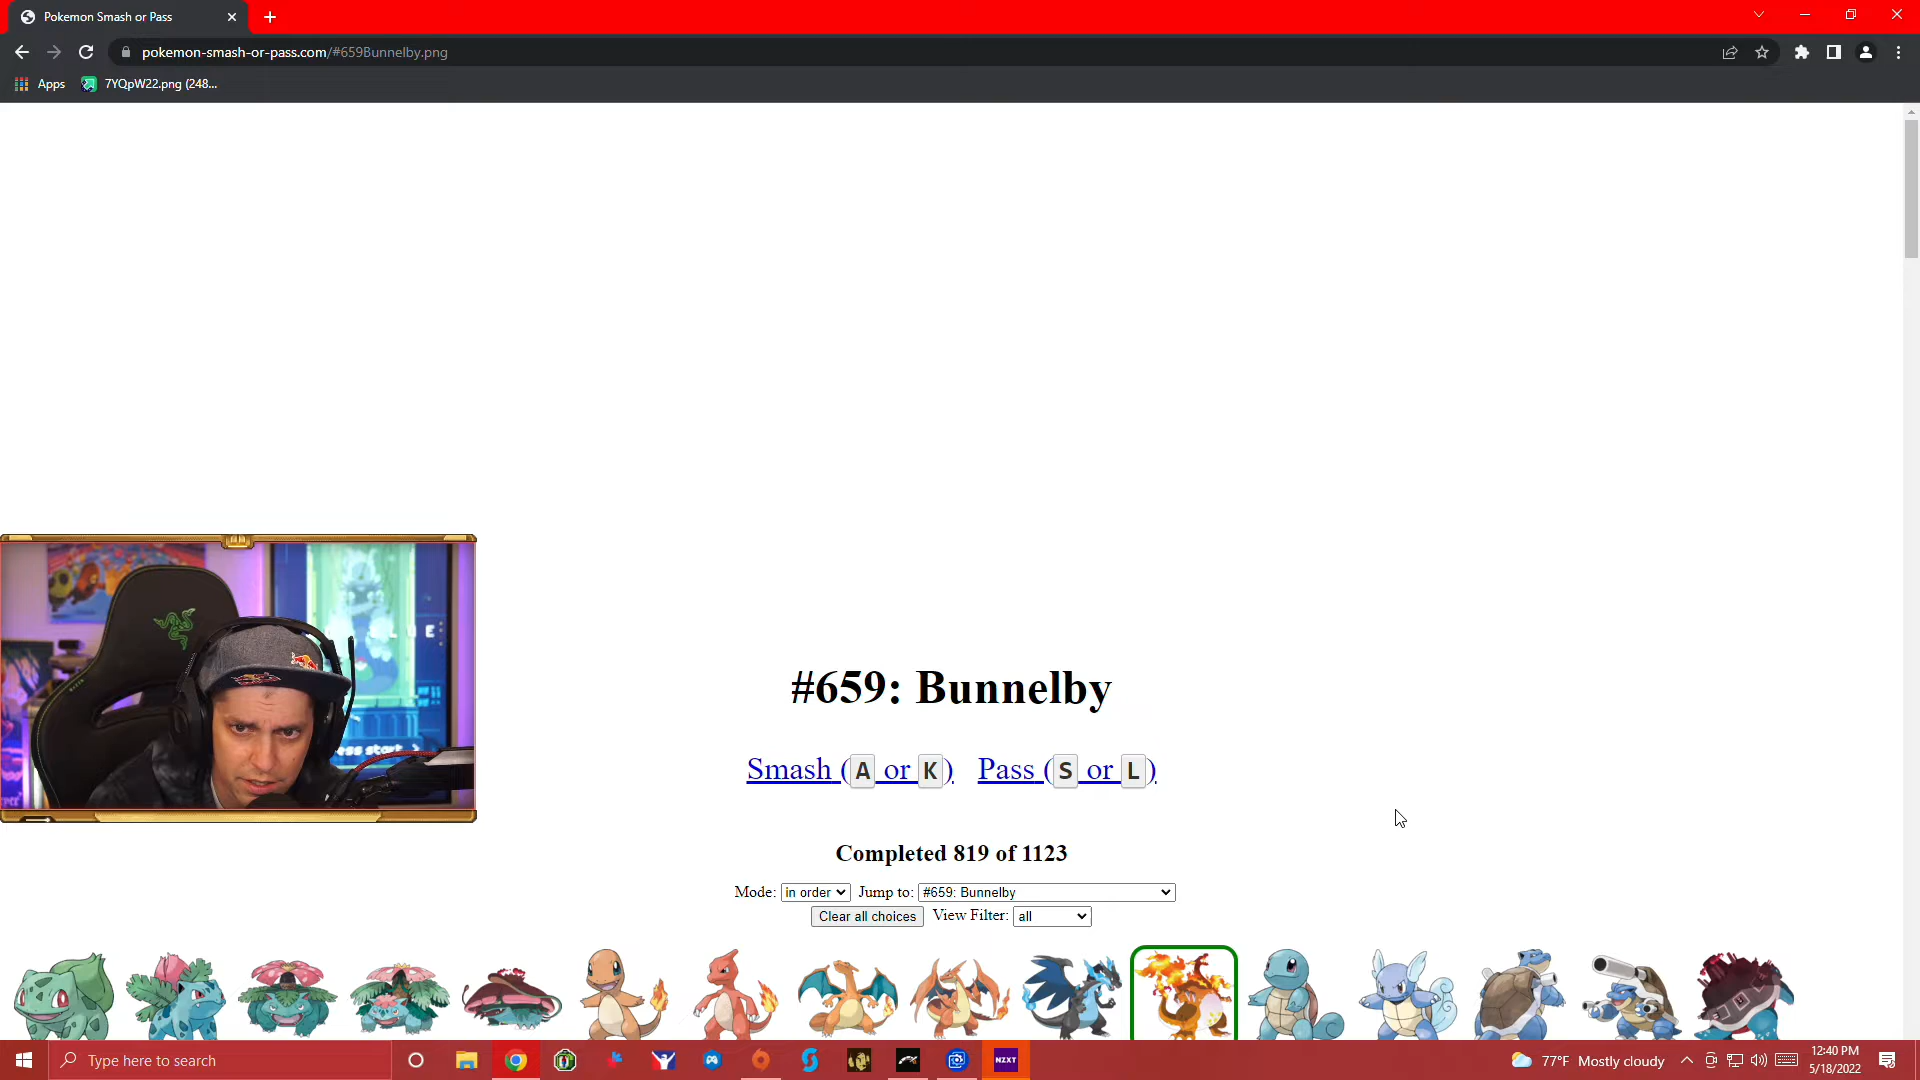 Pokemon Smash or Pass
pokemon-smash-or-pass.com/#659Bunnelby.png
Apps
7YQpW22.png (248...
#659: Bunnelby
Smash (A or K) Pass (S or L)
Completed 819 of 1123
Mode: in order Jump to: #659: Bunnelby
Clear all choices View Filter: all
Type here to search
NZXT
77°F Mostly cloudy
12:40 PM
5/18/2022